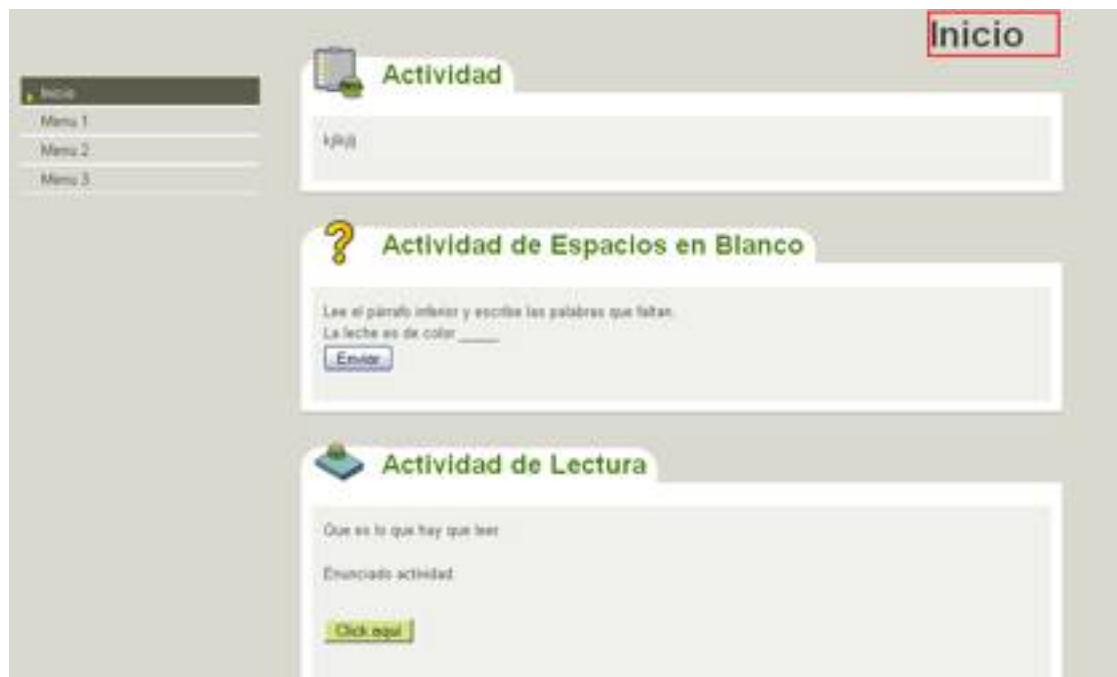 Inicio
Inicio
Menu 1
Menu 2
Menu 3
Actividad
Actividad de Espacios en Blanco
Lee el párrafo inferior y escribe las palabras que faltan.
La leche es de color _____
Enviar
Actividad de Lectura
Que es lo que hay que leer
Enunciado actividad
Click aquí